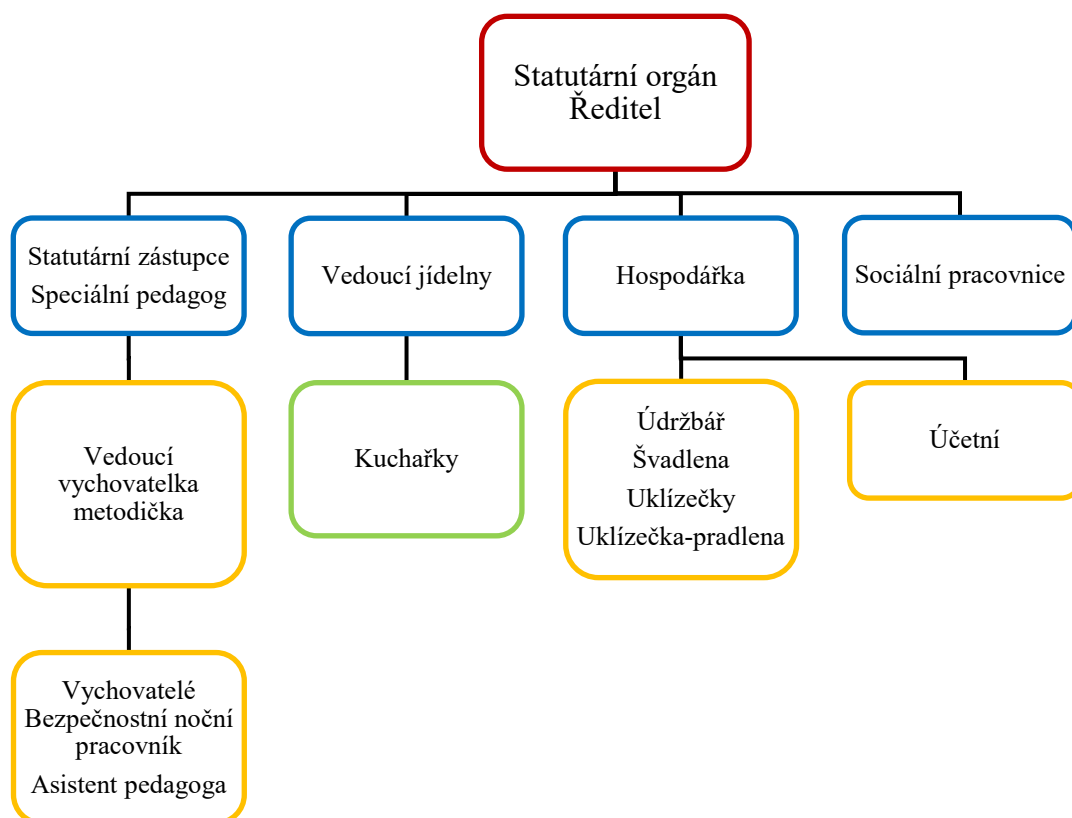 Statutární orgán
Ředitel
Statutární zástupce
Speciální pedagog
Vedoucí jídelny
Hospodářka
Sociální pracovnice
Vedoucí
vychovatelka
metodička
Kuchařky
Údržbář
Švadlena
Uklízečky
Uklízečka-pradlena
Účetní
Vychovatelé
Bezpečnostní noční
pracovník
Asistent pedagoga